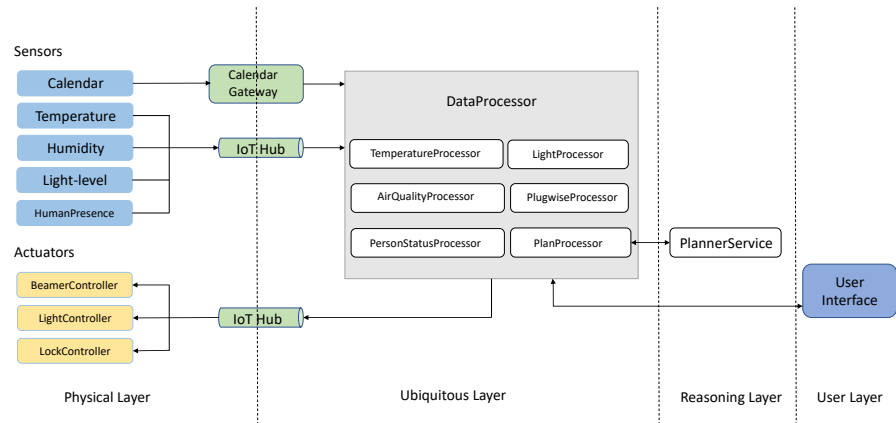 Sensors
Calendar
Temperature
Humidity
Light-level
HumanPresence
Actuators
BeamerController
LightController
LockController
Calendar
Gateway
IoT Hub
IoT Hub
DataProcessor
TemperatureProcessor
LightProcessor
AirQualityProcessor
PlugwiseProcessor
PersonStatusProcessor
PlanProcessor
PlannerService
User
Interface
Physical Layer
Ubiquitous Layer
Reasoning Layer
User Layer